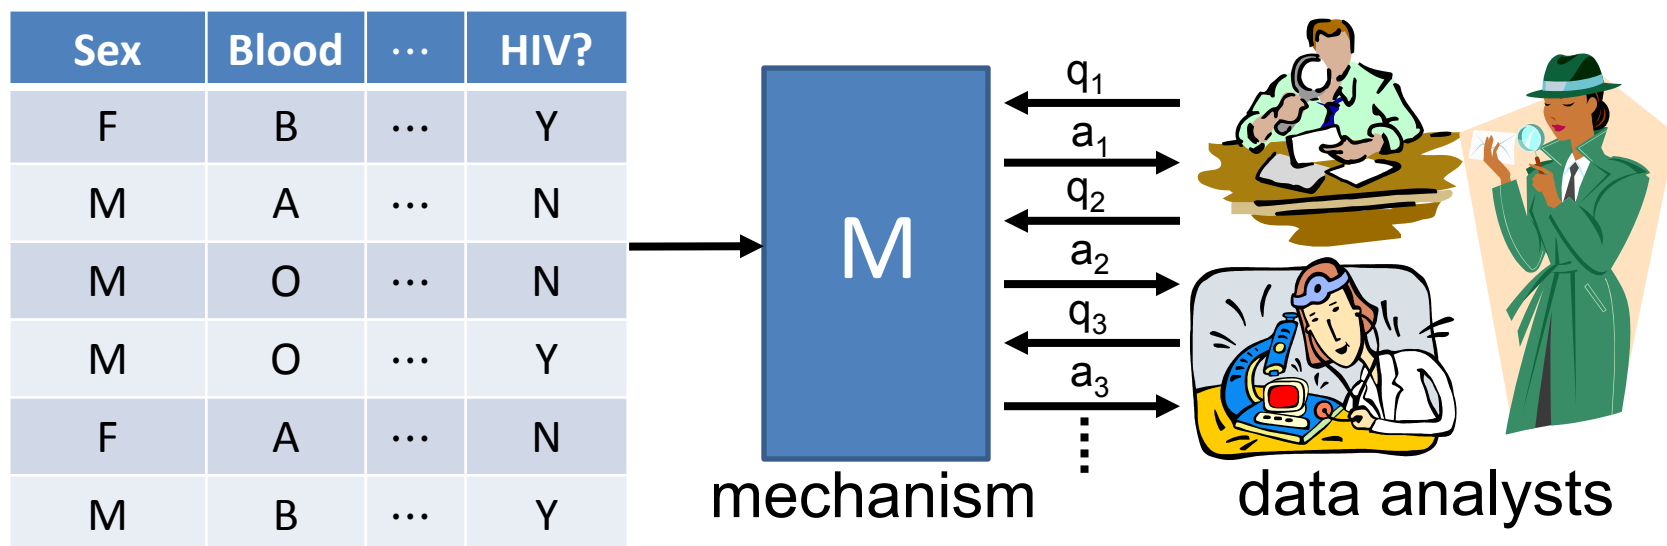 Sex Blood ... HIV?
F B ... Y
M A ... N
M O ... N
M O ... Y
F A ... N
M B ... Y
M
mechanism
q1
a1
q2
a2
q3
a3
data analysts